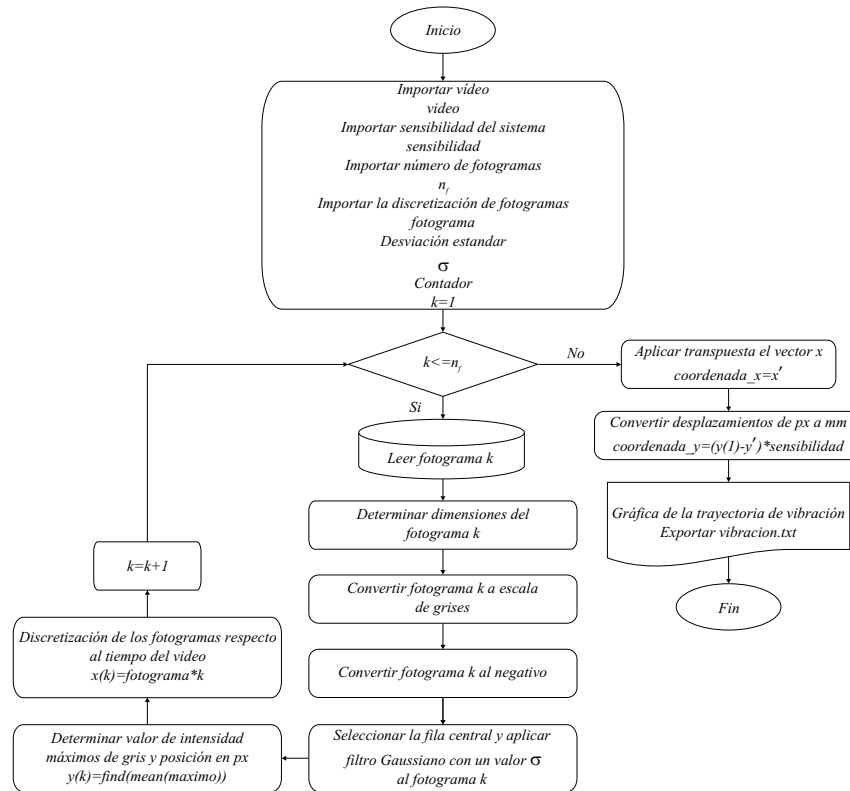 Inicio
Importar vídeo
video
Importar sensibilidad del sistema
sensibilidad
Importar número de fotogramas
n_f
Importar la discretización de fotogramas
fotograma
Desviación estandar
σ
Contador
k=1
k<=n_f
No
Si
Aplicar transpuesta el vector x
coordenada_x=x′
Convertir desplazamientos de px a mm
coordenada_y=(y(1)-y′)*sensibilidad
Gráfica de la trayectoria de vibración
Exportar vibracion.txt
Fin
Leer fotograma k
Determinar dimensiones del
fotograma k
Convertir fotograma k a escala
de grises
Convertir fotograma k al negativo
Seleccionar la fila central y aplicar
filtro Gaussiano con un valor σ
al fotograma k
Determinar valor de intensidad
máximos de gris y posición en px
y(k)=find(mean(maximo))
Discretización de los fotogramas respecto
al tiempo del video
x(k)=fotograma*k
k=k+1